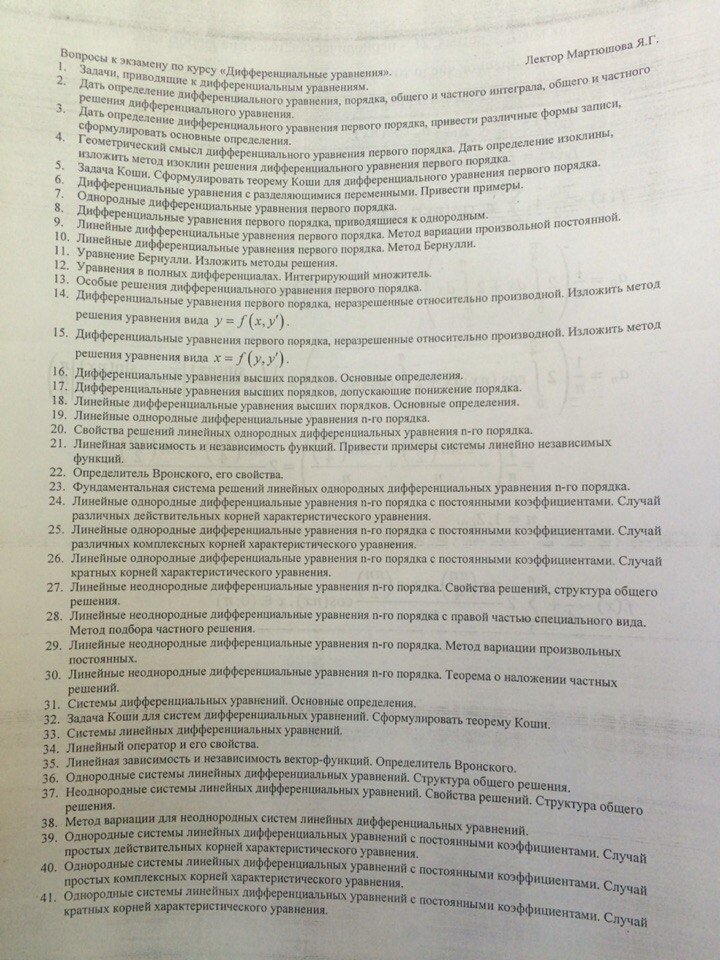 Вопросы к экзамену по курсу «Дифференциальные уравнения».
Лектор Мартюшова Я.Г.
1. Задачи, приводящие к дифференциальным уравнениям.
2. Дать определение дифференциального уравнения, порядка, общего и частного интеграла, общего и частного
решения дифференциального уравнения.
3. Дать определение дифференциального уравнения первого порядка, привести различные формы записи,
сформулировать основные определения.
4. Геометрический смысл дифференциального уравнения первого порядка. Дать определение изоклины,
изложить метод изоклин решения дифференциального уравнения первого порядка.
5. Задача Коши. Сформулировать теорему Коши для дифференциального уравнения первого порядка.
6. Дифференциальные уравнения с разделяющимися переменными. Привести примеры.
7. Однородные дифференциальные уравнения первого порядка.
8. Дифференциальные уравнения первого порядка, приводящиеся к однородным.
9. Линейные дифференциальные уравнения первого порядка. Метод вариации произвольной постоянной.
10. Линейные дифференциальные уравнения первого порядка. Метод Бернулли.
11. Уравнение Бернулли. Изложить методы решения.
12. Уравнения в полных дифференциалах. Интегрирующий множитель.
13. Особые решения дифференциального уравнения первого порядка.
14. Дифференциальные уравнения первого порядка, неразрешенные относительно производной. Изложить метод
решения уравнения вида y = f(x, y′).
15. Дифференциальные уравнения первого порядка, неразрешенные относительно производной. Изложить метод
решения уравнения вида x = f(y, y′).
16. Дифференциальные уравнения высших порядков. Основные определения.
17. Дифференциальные уравнения высших порядков, допускающие понижение порядка.
18. Линейные дифференциальные уравнения высших порядков. Основные определения.
19. Линейные однородные дифференциальные уравнения n-го порядка.
20. Свойства решений линейных однородных дифференциальных уравнения n-го порядка.
21. Линейная зависимость и независимость функций. Привести примеры системы линейно независимых
функций.
22. Определитель Вронского, его свойства.
23. Фундаментальная система решений линейных однородных дифференциальных уравнения n-го порядка.
24. Линейные однородные дифференциальные уравнения n-го порядка с постоянными коэффициентами. Случай
различных действительных корней характеристического уравнения.
25. Линейные однородные дифференциальные уравнения n-го порядка с постоянными коэффициентами. Случай
различных комплексных корней характеристического уравнения.
26. Линейные однородные дифференциальные уравнения n-го порядка с постоянными коэффициентами. Случай
кратных корней характеристического уравнения.
27. Линейные неоднородные дифференциальные уравнения n-го порядка. Свойства решений, структура общего
решения.
28. Линейные неоднородные дифференциальные уравнения n-го порядка с правой частью специального вида.
Метод подбора частного решения.
29. Линейные неоднородные дифференциальные уравнения n-го порядка. Метод вариации произвольных
постоянных.
30. Линейные неоднородные дифференциальные уравнения n-го порядка. Теорема о наложении частных
решений.
31. Системы дифференциальных уравнений. Основные определения.
32. Задача Коши для систем дифференциальных уравнений. Сформулировать теорему Коши.
33. Системы линейных дифференциальных уравнений.
34. Линейный оператор и его свойства.
35. Линейная зависимость и независимость вектор-функций. Определитель Вронского.
36. Однородные системы линейных дифференциальных уравнений. Структура общего решения.
37. Неоднородные системы линейных дифференциальных уравнений. Свойства решений. Структура общего
решения.
38. Метод вариации для неоднородных систем линейных дифференциальных уравнений.
39. Однородные системы линейных дифференциальных уравнений с постоянными коэффициентами. Случай
простых действительных корней характеристического уравнения.
40. Однородные системы линейных дифференциальных уравнений с постоянными коэффициентами. Случай
простых комплексных корней характеристического уравнения.
41. Однородные системы линейных дифференциальных уравнений с постоянными коэффициентами. Случай
кратных корней характеристического уравнения.